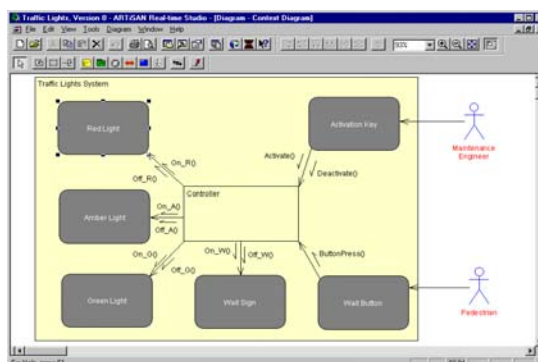 Traffic Lights, Version 0 - ARTiSAN Real-time Studio - [Diagram - Context Diagram]
File Edit View Tools Diagram Window Help
93%
Traffic Lights System
Red Light
Activation Key
Maintenance
Engineer
Activate()
Deactivate()
On_R()
Off_R()
Controller
Amber Light
On_A()
Off_A()
On_G()
Off_G()
On_W()
Off_W()
ButtonPress()
Green Light
Wait Sign
Wait Button
Pedestrian